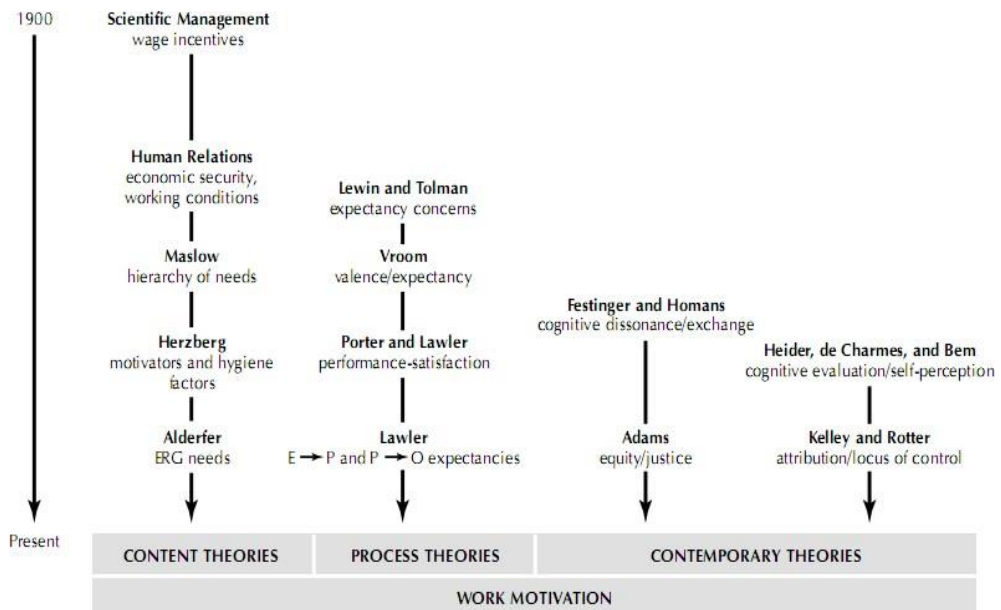 1900
Scientific Management
wage incentives
Human Relations
economic security,
working conditions
Lewin and Tolman
expectancy concerns
Maslow
hierarchy of needs
Vroom
valence/expectancy
Festinger and Homans
cognitive dissonance/exchange
Herzberg
motivators and hygiene
factors
Porter and Lawler
performance-satisfaction
Heider, de Charmes, and Bem
cognitive evaluation/self-perception
Alderfer
ERG needs
Lawler
E → P and P → O expectancies
Adams
equity/justice
Kelley and Rotter
attribution/locus of control
Present
CONTENT THEORIES
PROCESS THEORIES
CONTEMPORARY THEORIES
WORK MOTIVATION